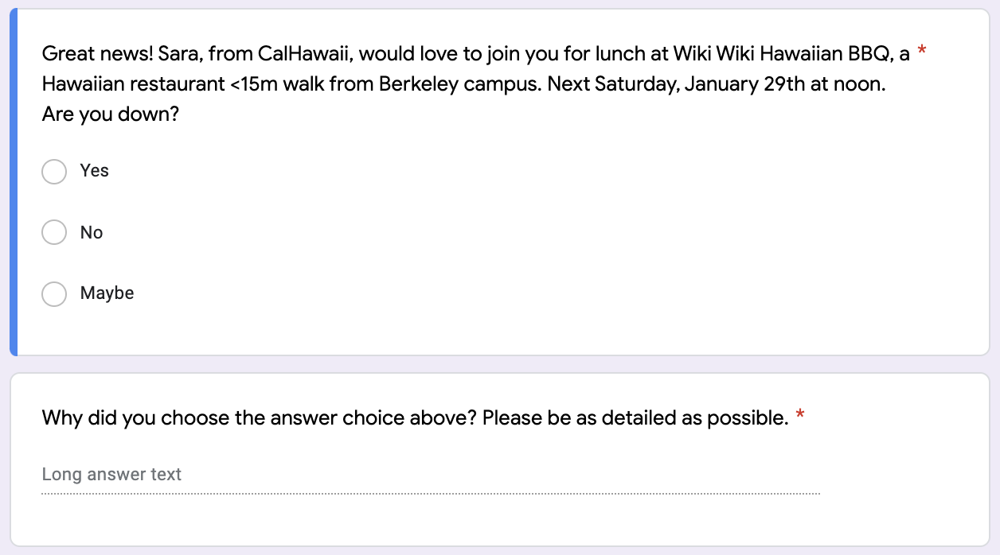 Great news! Sara, from CalHawaii, would love to join you for lunch at Wiki Wiki Hawaiian BBQ, a *
Hawaiian restaurant <15m walk from Berkeley campus. Next Saturday, January 29th at noon.
Are you down?
Yes
No
Maybe
Why did you choose the answer choice above? Please be as detailed as possible. *
Long answer text